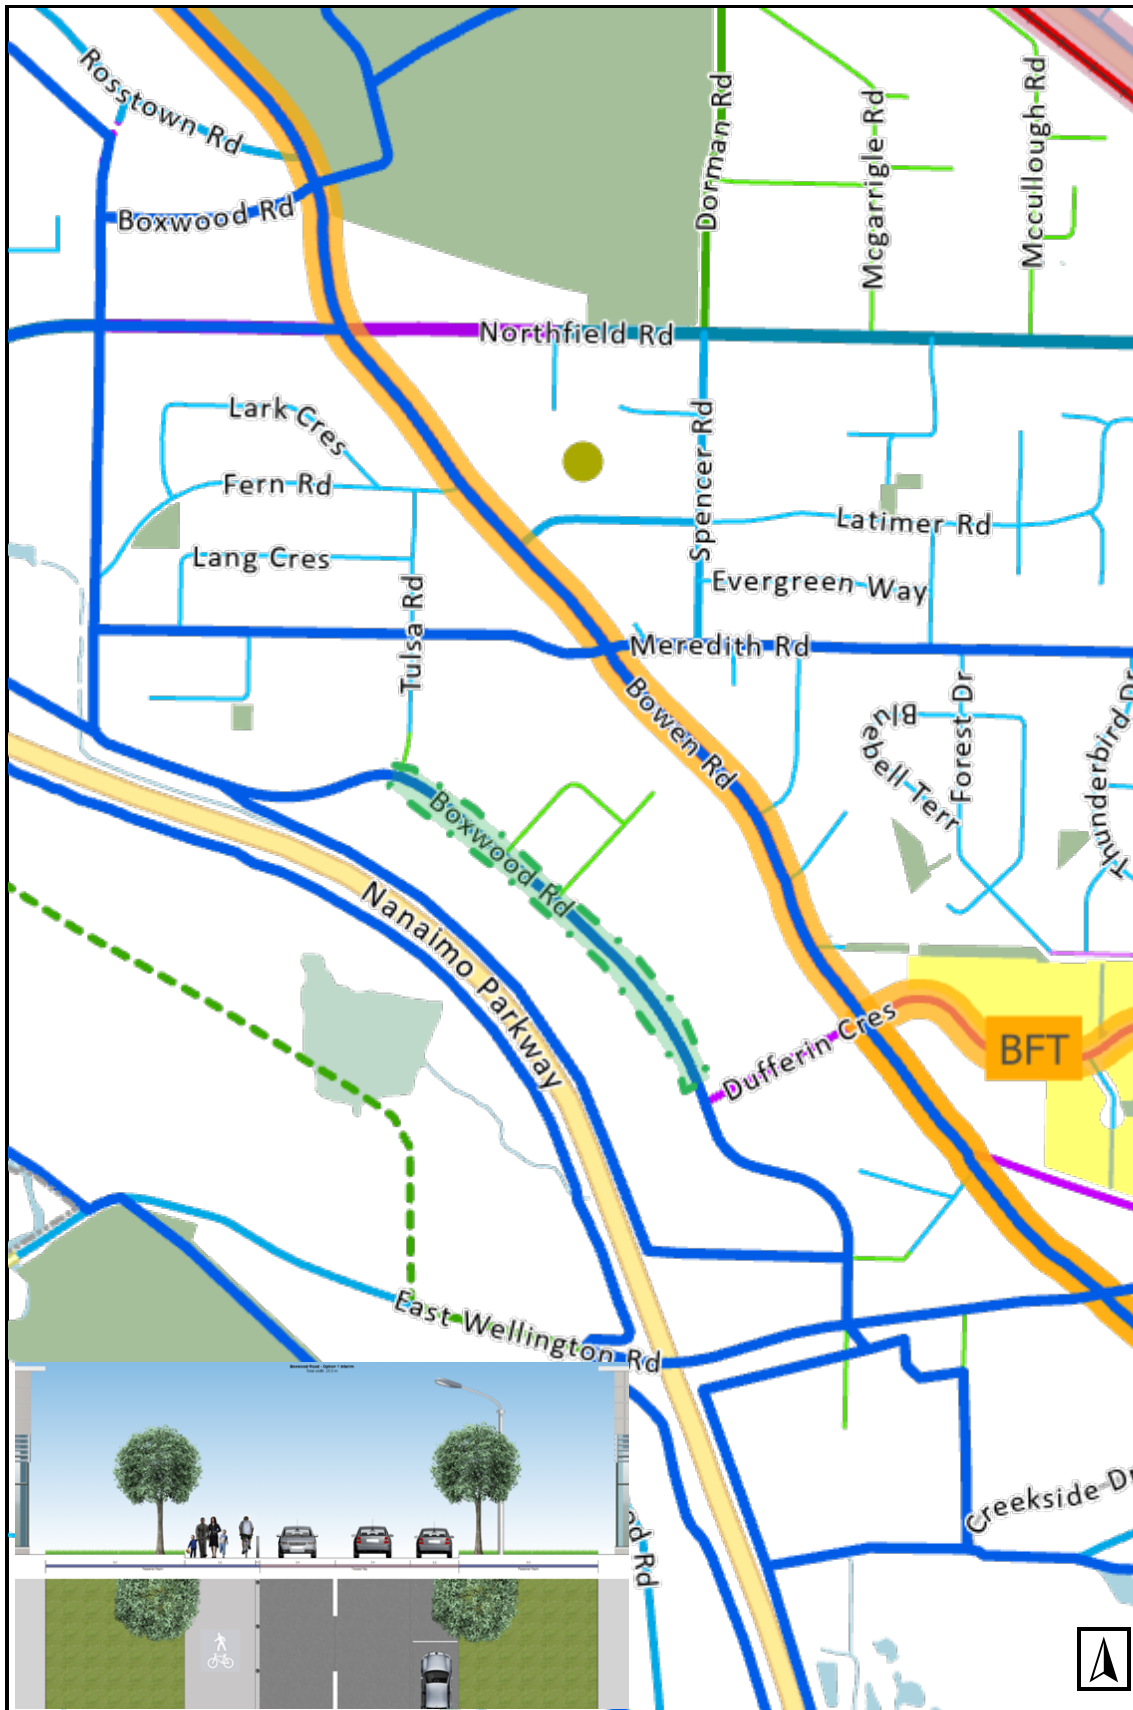 Rosstown Rd
Boxwood Rd
Dorman Rd
Mcgarrigle Rd
Mccullough Rd
Northfield Rd
Lark Cres
Fern Rd
Lang Cres
Tulsa Rd
Spencer Rd
Latimer Rd
Evergreen Way
Meredith Rd
Bowen Rd
Bluebell Terr
Forest Dr
Thunderbird Dr
Boxwood Rd
Nanaimo Parkway
Dufferin Cres
BFT
East Wellington Rd
Creekside Dr
od Rd